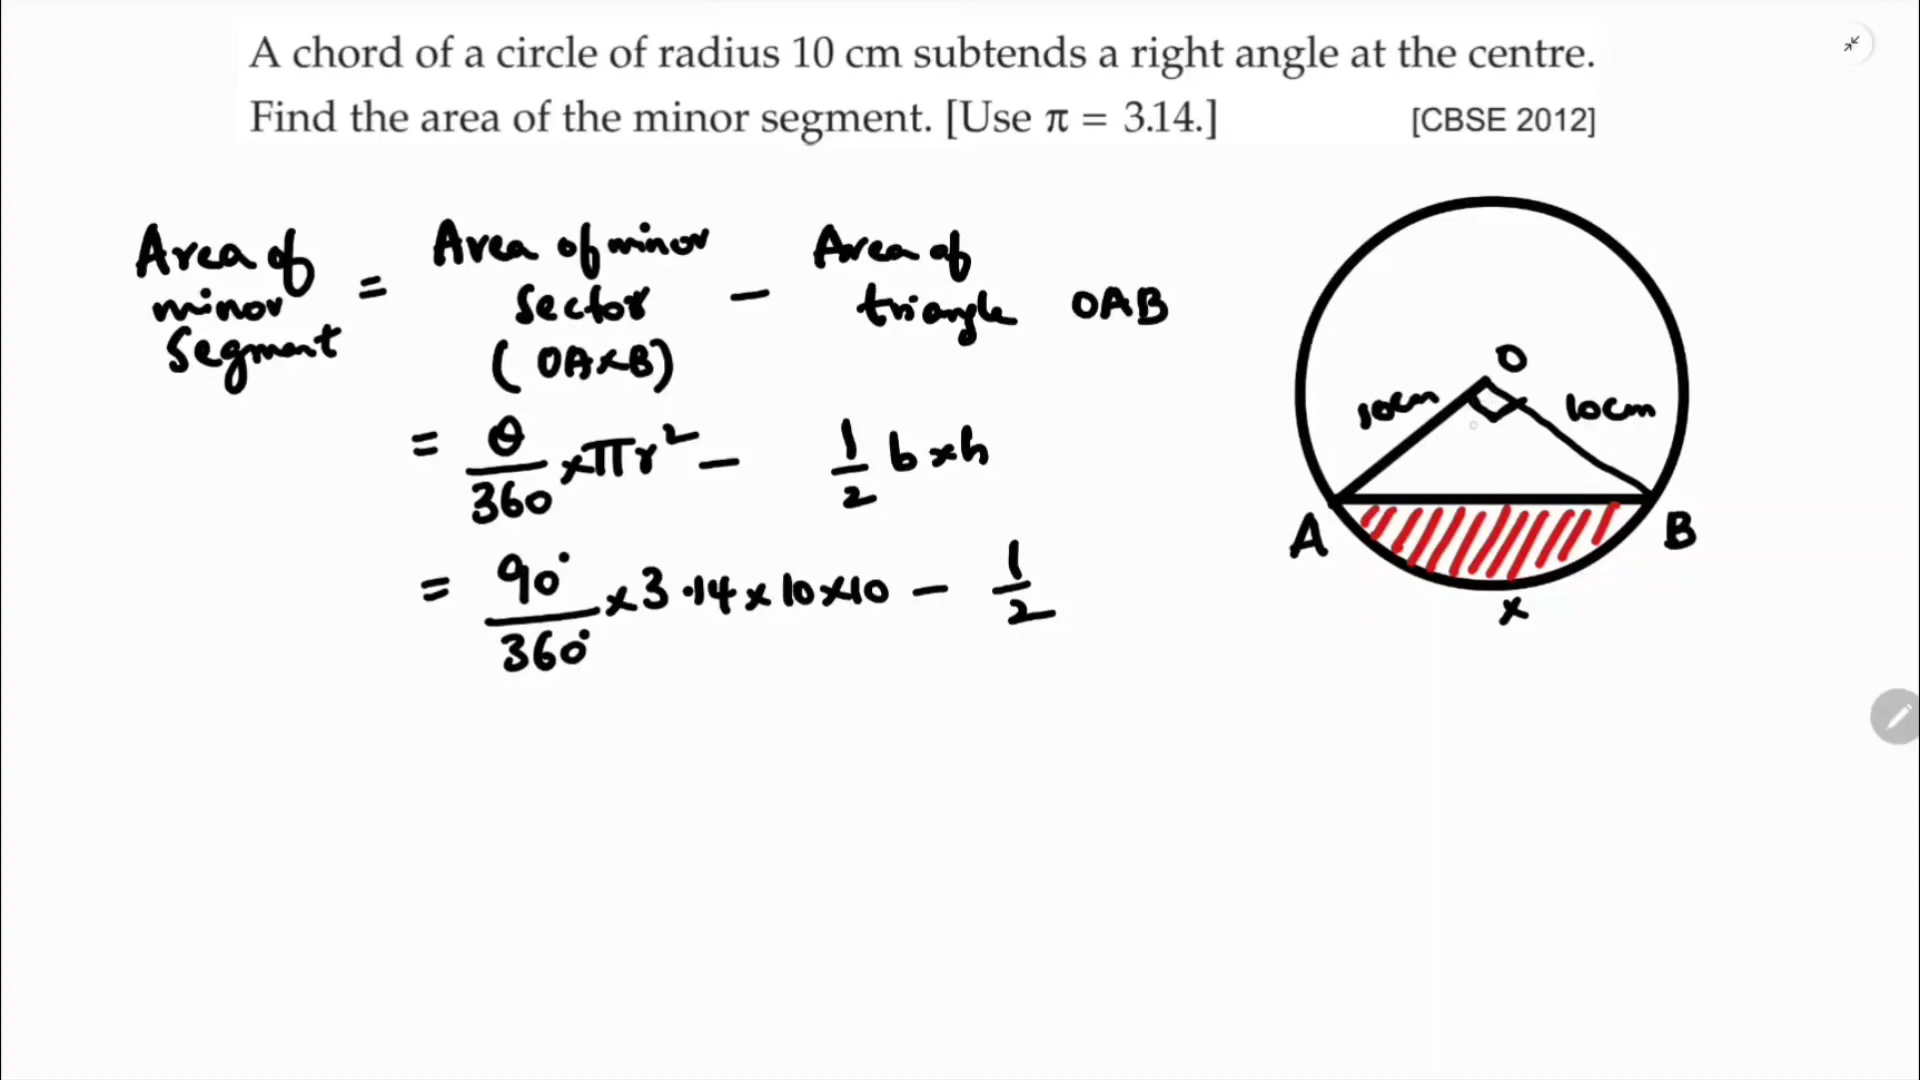 A chord of a circle of radius 10 cm subtends a right angle at the centre.
Find the area of the minor segment. [Use π = 3.14.] [CBSE 2012]
Area of minor segment = Area of minor sector (OAXB) − Area of triangle OAB
= θ/360 × πr² − 1/2 b×h
= 90°/360° × 3.14 × 10×10 − 1/2
O
10cm 10cm
A B
X